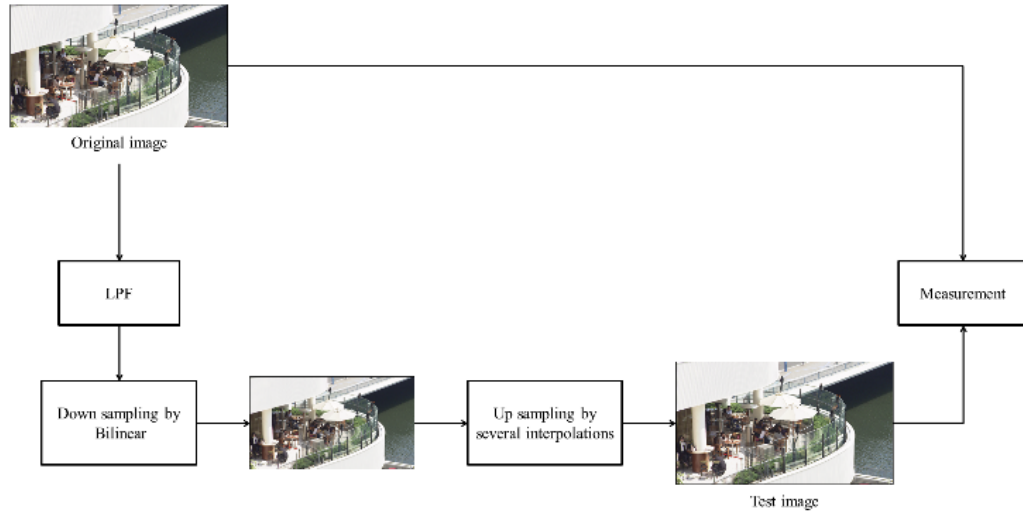 Original image
LPF
Measurement
Down sampling by
Bilinear
Up sampling by
several interpolations
Test image